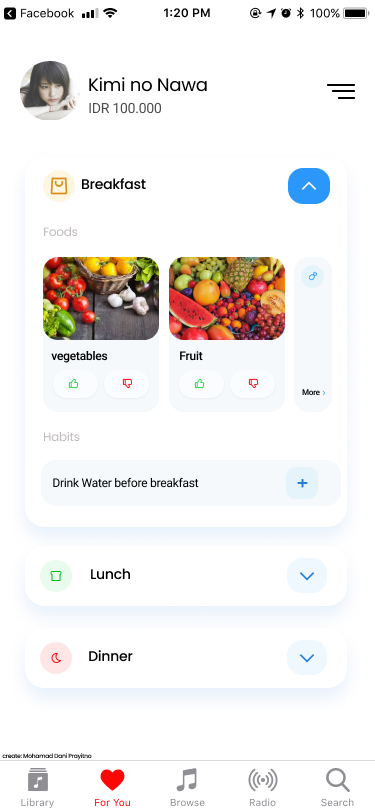 Facebook 1:20 PM 100%
Kimi no Nawa
IDR 100.000
Breakfast
Foods
vegetables Fruit
More
Habits
Drink Water before breakfast
Lunch
Dinner
create: Mohamad Doni Prayitno
Library For You Browse Radio Search